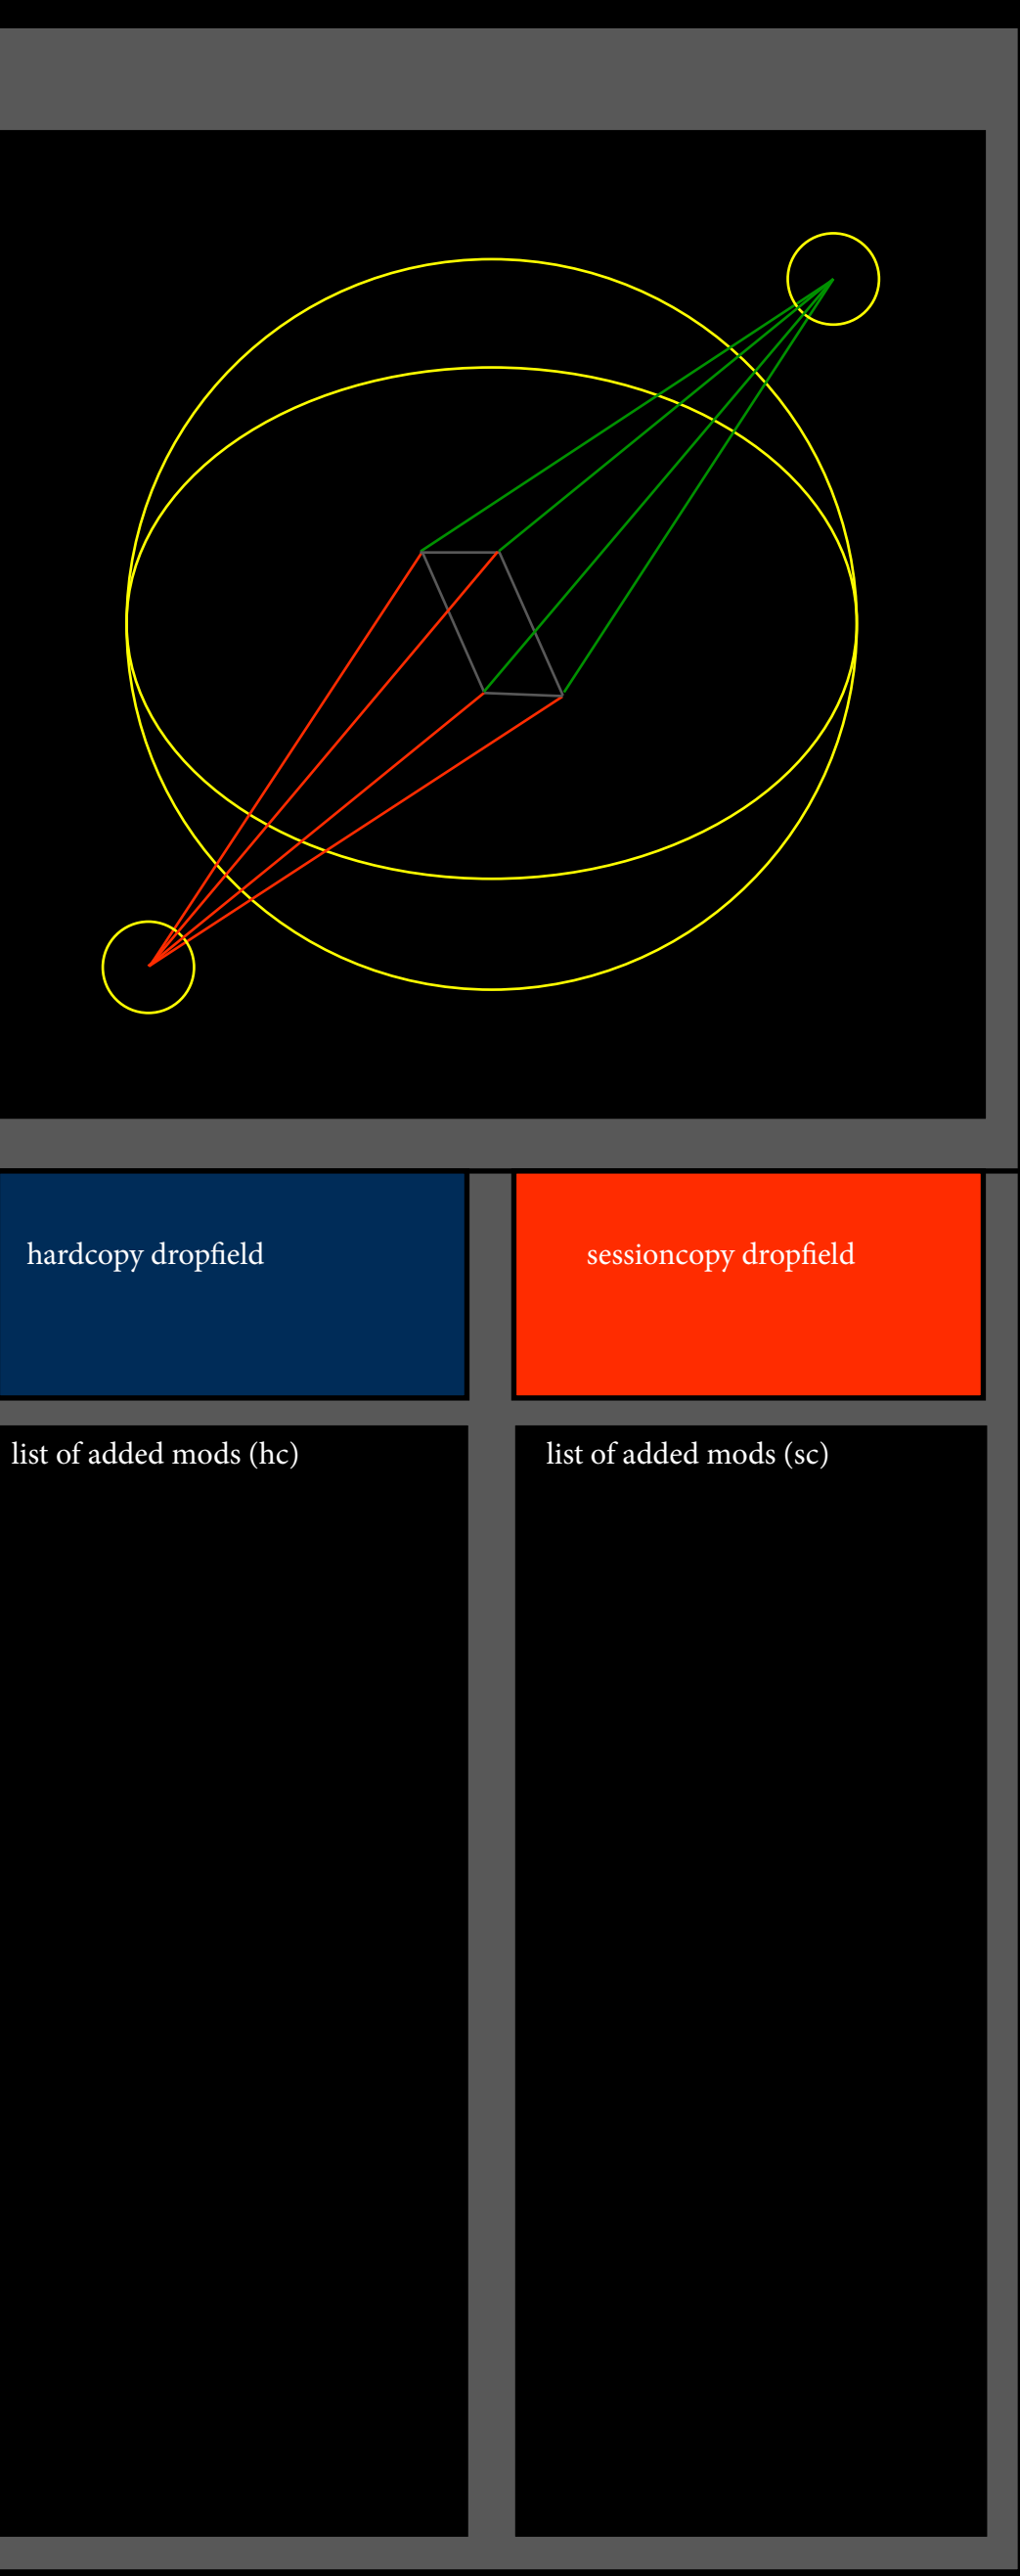 hardcopy dropfield
sessioncopy dropfield
list of added mods (hc)
list of added mods (sc)